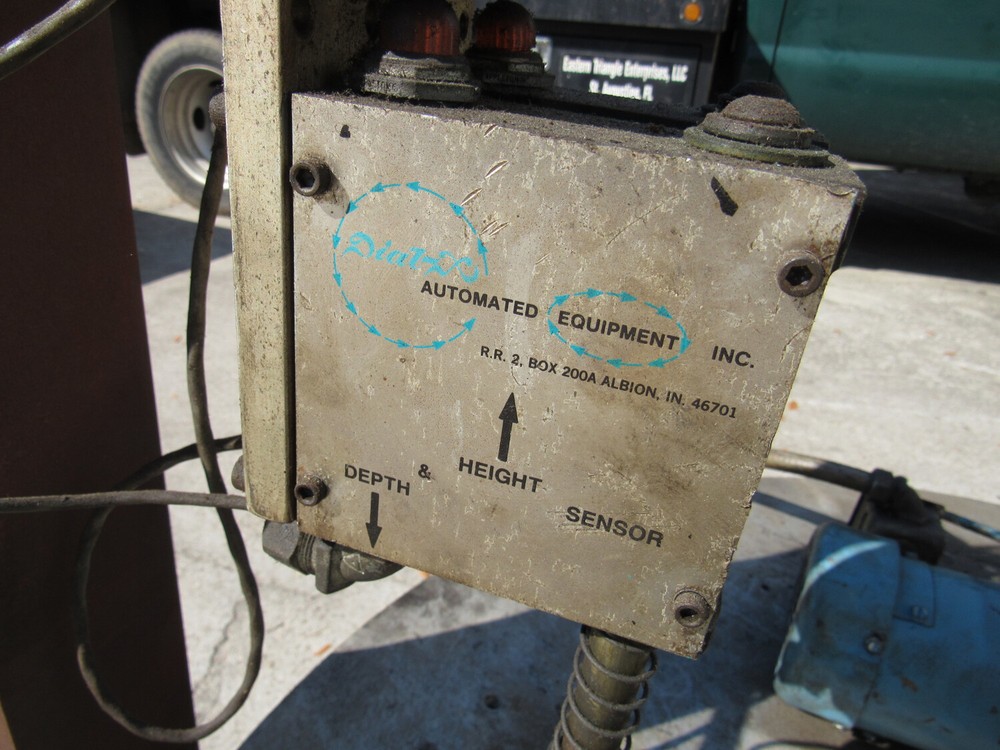 Eastern Triangle Enterprises, LLC
St. Augustine, FL
AUTOMATED EQUIPMENT INC.
R.R. 2, BOX 200A ALBION, IN. 46701
DEPTH & HEIGHT
SENSOR